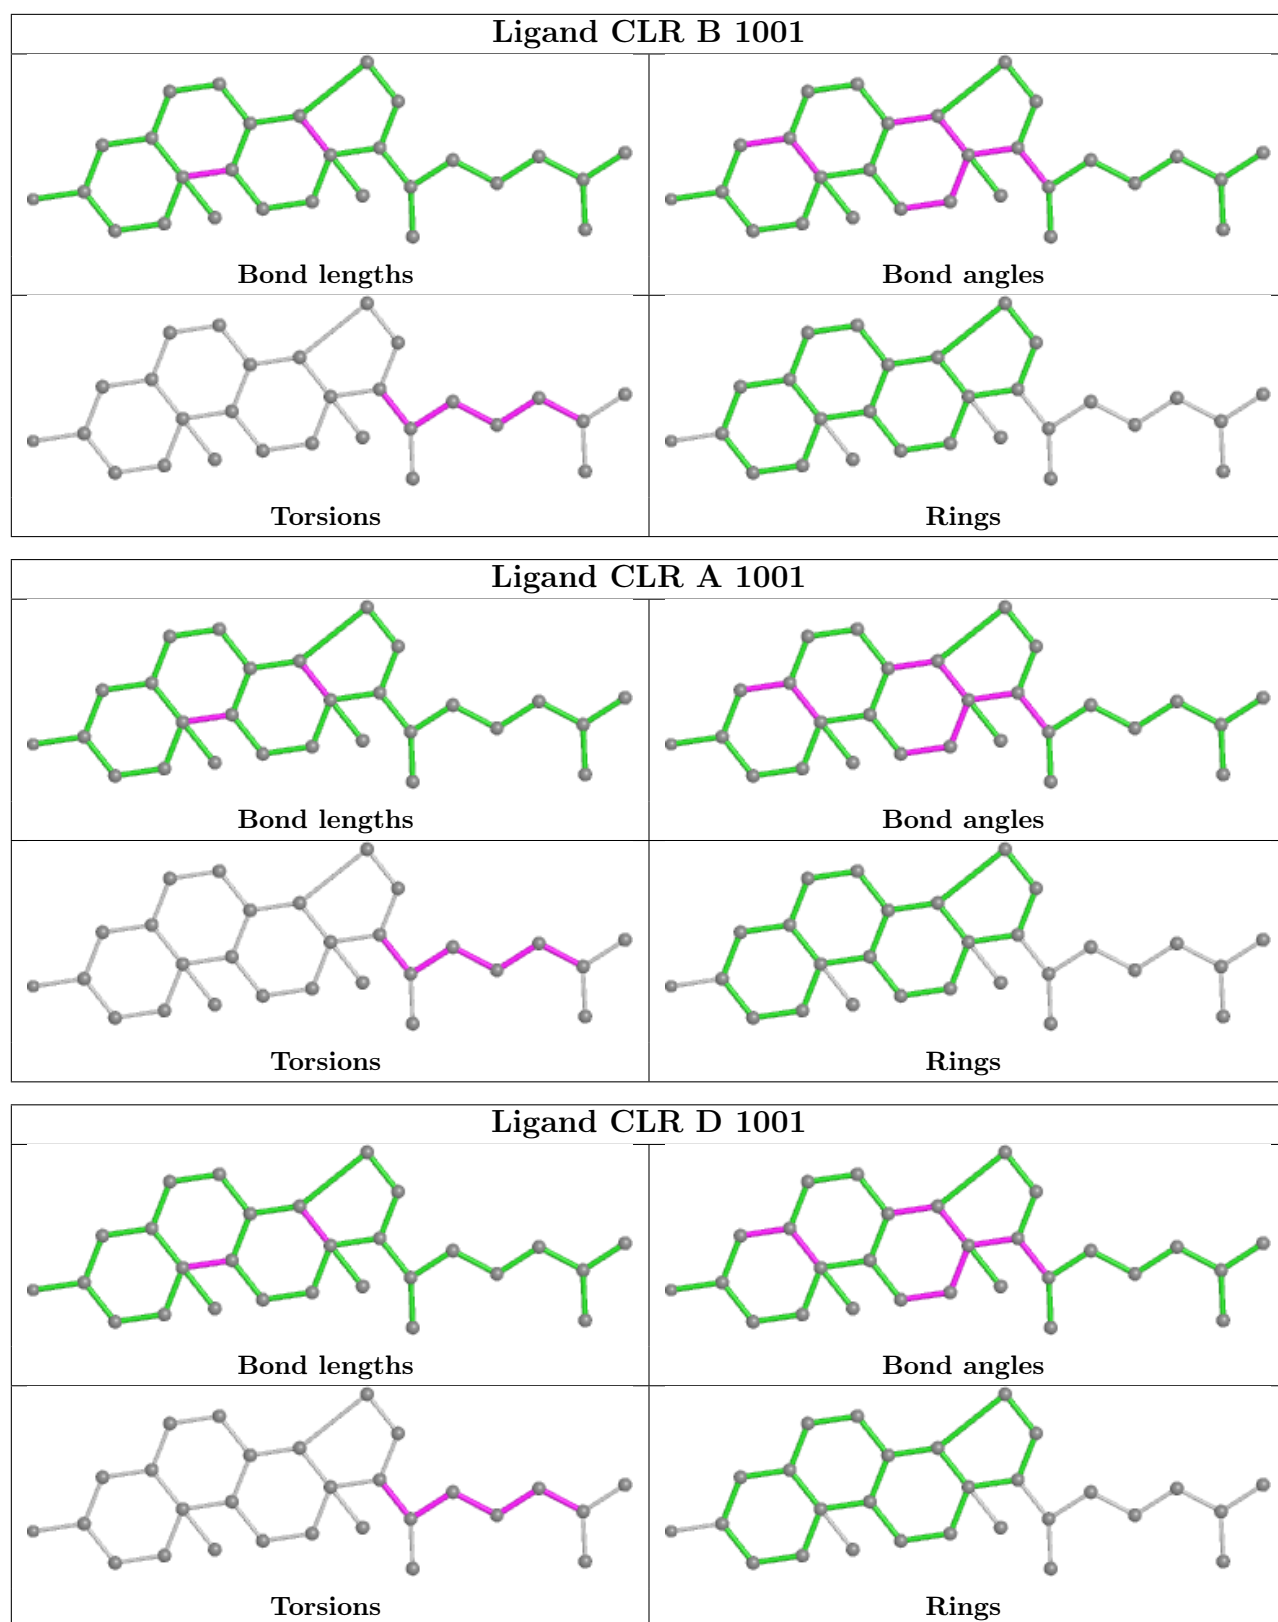 Ligand CLR B 1001
Bond lengths
Bond angles
Torsions
Rings
Ligand CLR A 1001
Bond lengths
Bond angles
Torsions
Rings
Ligand CLR D 1001
Bond lengths
Bond angles
Torsions
Rings